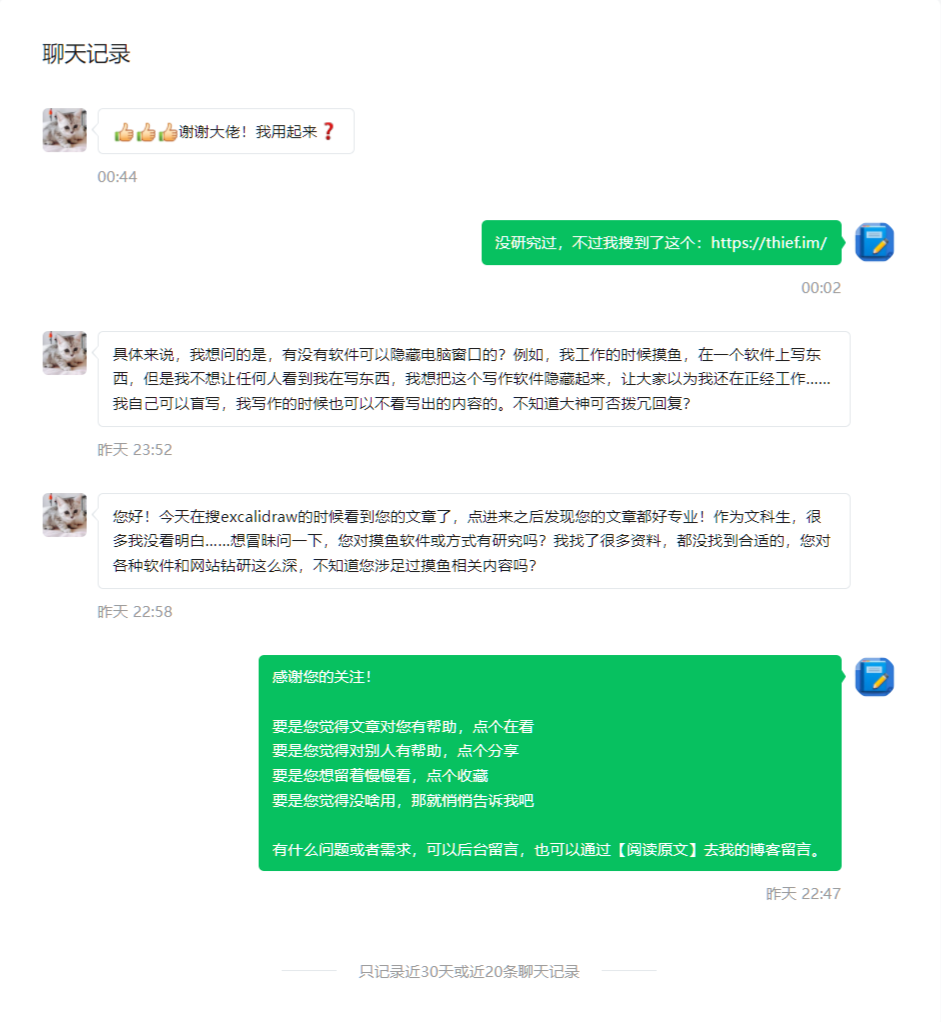 聊天记录
👍👍👍谢谢大佬！我用起来❓
00:44
没研究过，不过我搜到了这个：https://thief.im/
00:02
具体来说，我想问的是，有没有软件可以隐藏电脑窗口的？例如，我工作的时候摸鱼，在一个软件上写东
西，但是我不想让任何人看到我在写东西，我想把这个写作软件隐藏起来，让大家以为我还在正经工作……
我自己可以盲写，我写作的时候也可以不看写出的内容的。不知道大神可否拨冗回复？
昨天 23:52
您好！今天在搜excalidraw的时候看到您的文章了，点进来之后发现您的文章都好专业！作为文科生，很
多我没看明白……想冒昧问一下，您对摸鱼软件或方式有研究吗？我找了很多资料，都没找到合适的，您对
各种软件和网站钻研这么深，不知道您涉足过摸鱼相关内容吗？
昨天 22:58
感谢您的关注！
要是您觉得文章对您有帮助，点个在看
要是您觉得对别人有帮助，点个分享
要是您想留着慢慢看，点个收藏
要是您觉得没啥用，那就悄悄告诉我吧
有什么问题或者需求，可以后台留言，也可以通过【阅读原文】去我的博客留言。
昨天 22:47
只记录近30天或近20条聊天记录